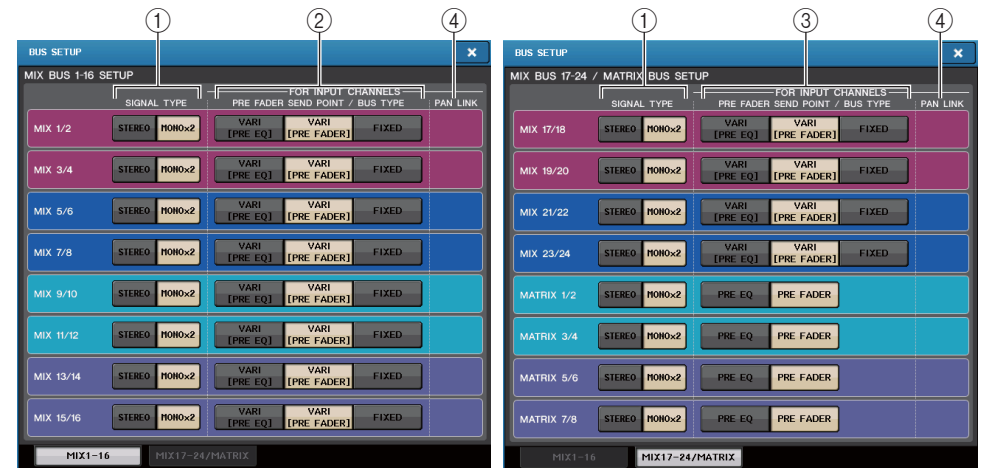 ① ② ④
BUS SETUP ×
MIX BUS 1-16 SETUP
FOR INPUT CHANNELS
SIGNAL TYPE PRE FADER SEND POINT / BUS TYPE PAN LINK
MIX 1/2 STEREO MONO×2 VARI [PRE EQ] VARI [PRE FADER] FIXED
MIX 3/4 STEREO MONO×2 VARI [PRE EQ] VARI [PRE FADER] FIXED
MIX 5/6 STEREO MONO×2 VARI [PRE EQ] VARI [PRE FADER] FIXED
MIX 7/8 STEREO MONO×2 VARI [PRE EQ] VARI [PRE FADER] FIXED
MIX 9/10 STEREO MONO×2 VARI [PRE EQ] VARI [PRE FADER] FIXED
MIX 11/12 STEREO MONO×2 VARI [PRE EQ] VARI [PRE FADER] FIXED
MIX 13/14 STEREO MONO×2 VARI [PRE EQ] VARI [PRE FADER] FIXED
MIX 15/16 STEREO MONO×2 VARI [PRE EQ] VARI [PRE FADER] FIXED
MIX1-16 MIX17-24/MATRIX
① ③ ④
BUS SETUP ×
MIX BUS 17-24 / MATRIX BUS SETUP
FOR INPUT CHANNELS
SIGNAL TYPE PRE FADER SEND POINT / BUS TYPE PAN LINK
MIX 17/18 STEREO MONO×2 VARI [PRE EQ] VARI [PRE FADER] FIXED
MIX 19/20 STEREO MONO×2 VARI [PRE EQ] VARI [PRE FADER] FIXED
MIX 21/22 STEREO MONO×2 VARI [PRE EQ] VARI [PRE FADER] FIXED
MIX 23/24 STEREO MONO×2 VARI [PRE EQ] VARI [PRE FADER] FIXED
MATRIX 1/2 STEREO MONO×2 PRE EQ PRE FADER
MATRIX 3/4 STEREO MONO×2 PRE EQ PRE FADER
MATRIX 5/6 STEREO MONO×2 PRE EQ PRE FADER
MATRIX 7/8 STEREO MONO×2 PRE EQ PRE FADER
MIX1-16 MIX17-24/MATRIX